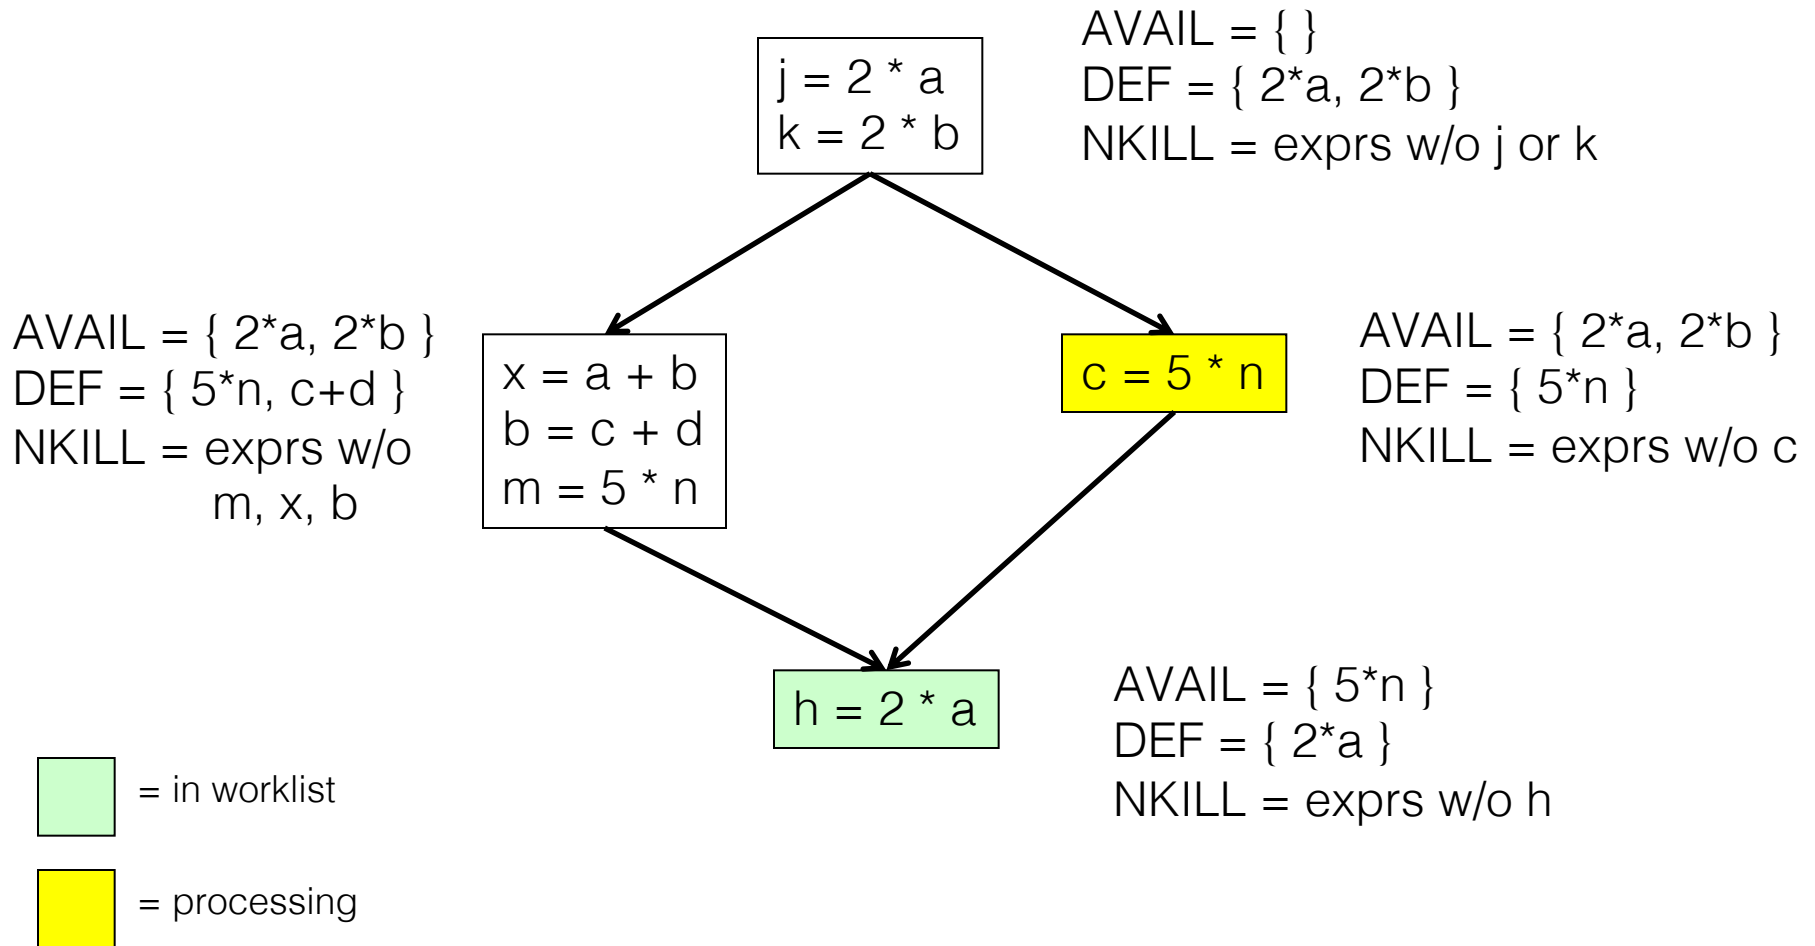 j = 2 * a
k = 2 * b
AVAIL = { }
DEF = { 2*a, 2*b }
NKILL = exprs w/o j or k
AVAIL = { 2*a, 2*b }
DEF = { 5*n, c+d }
NKILL = exprs w/o
m, x, b
x = a + b
b = c + d
m = 5 * n
c = 5 * n
AVAIL = { 2*a, 2*b }
DEF = { 5*n }
NKILL = exprs w/o c
h = 2 * a
AVAIL = { 5*n }
DEF = { 2*a }
NKILL = exprs w/o h
= in worklist
= processing